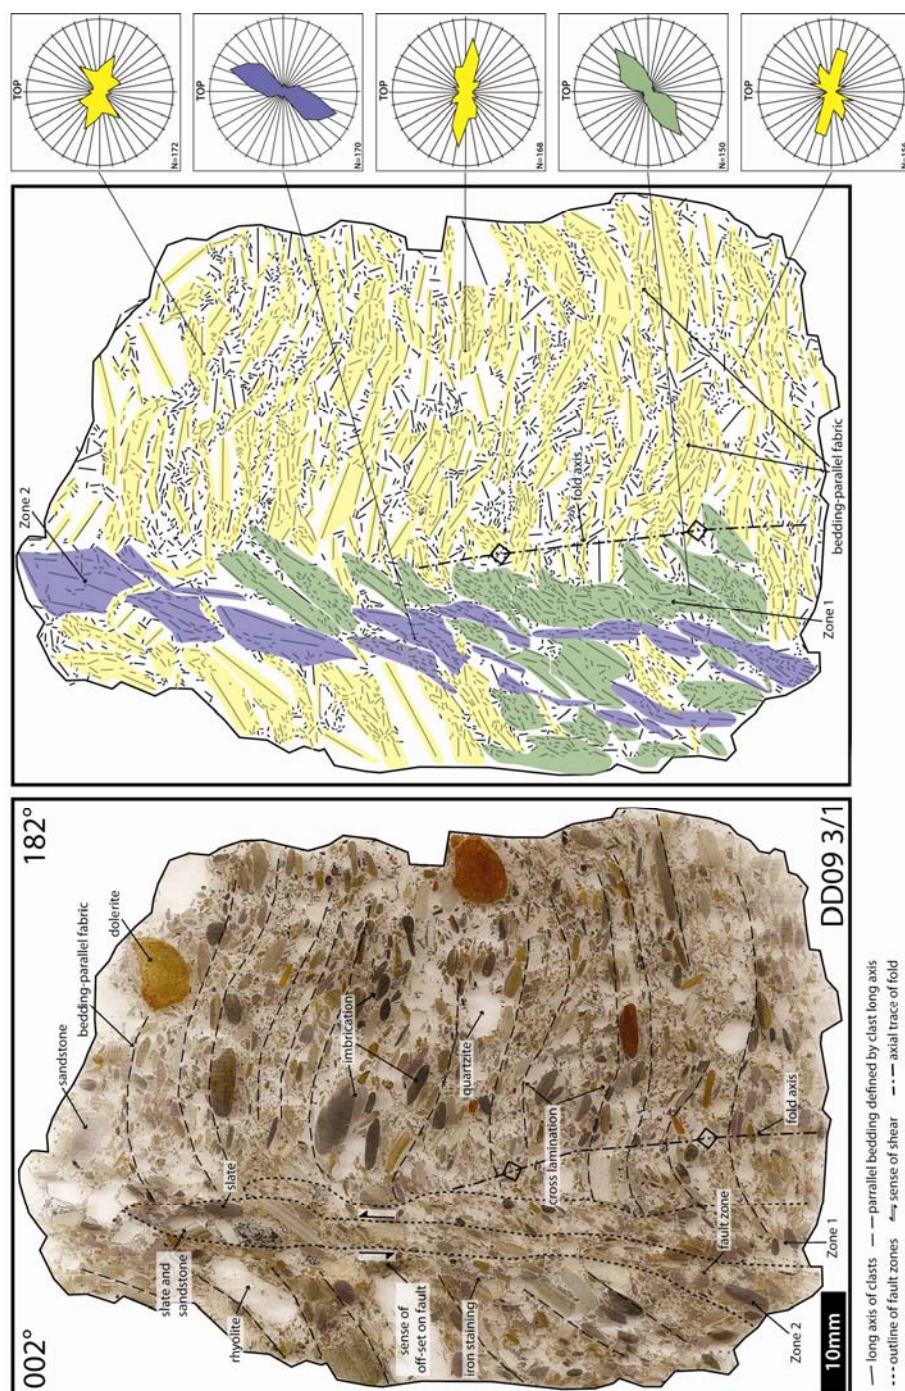 TOP
N=172
TOP
N=170
TOP
N=168
TOP
N=150
TOP
Zone 2
fold axis
Zone 1
bedding-parallel fabric
002°
182°
sandstone
bedding-parallel fabric
dolerite
slate
slate and
sandstone
rhyolite
imbrication
quartzite
sense of
off-set on fault
iron staining
cross lamination
fold axis
fault zone
Zone 2
Zone 1
10mm
DD09 3/1
long axis of clasts
parrallel bedding defined by clast long axis
outline of fault zones
sense of shear
axial trace of fold